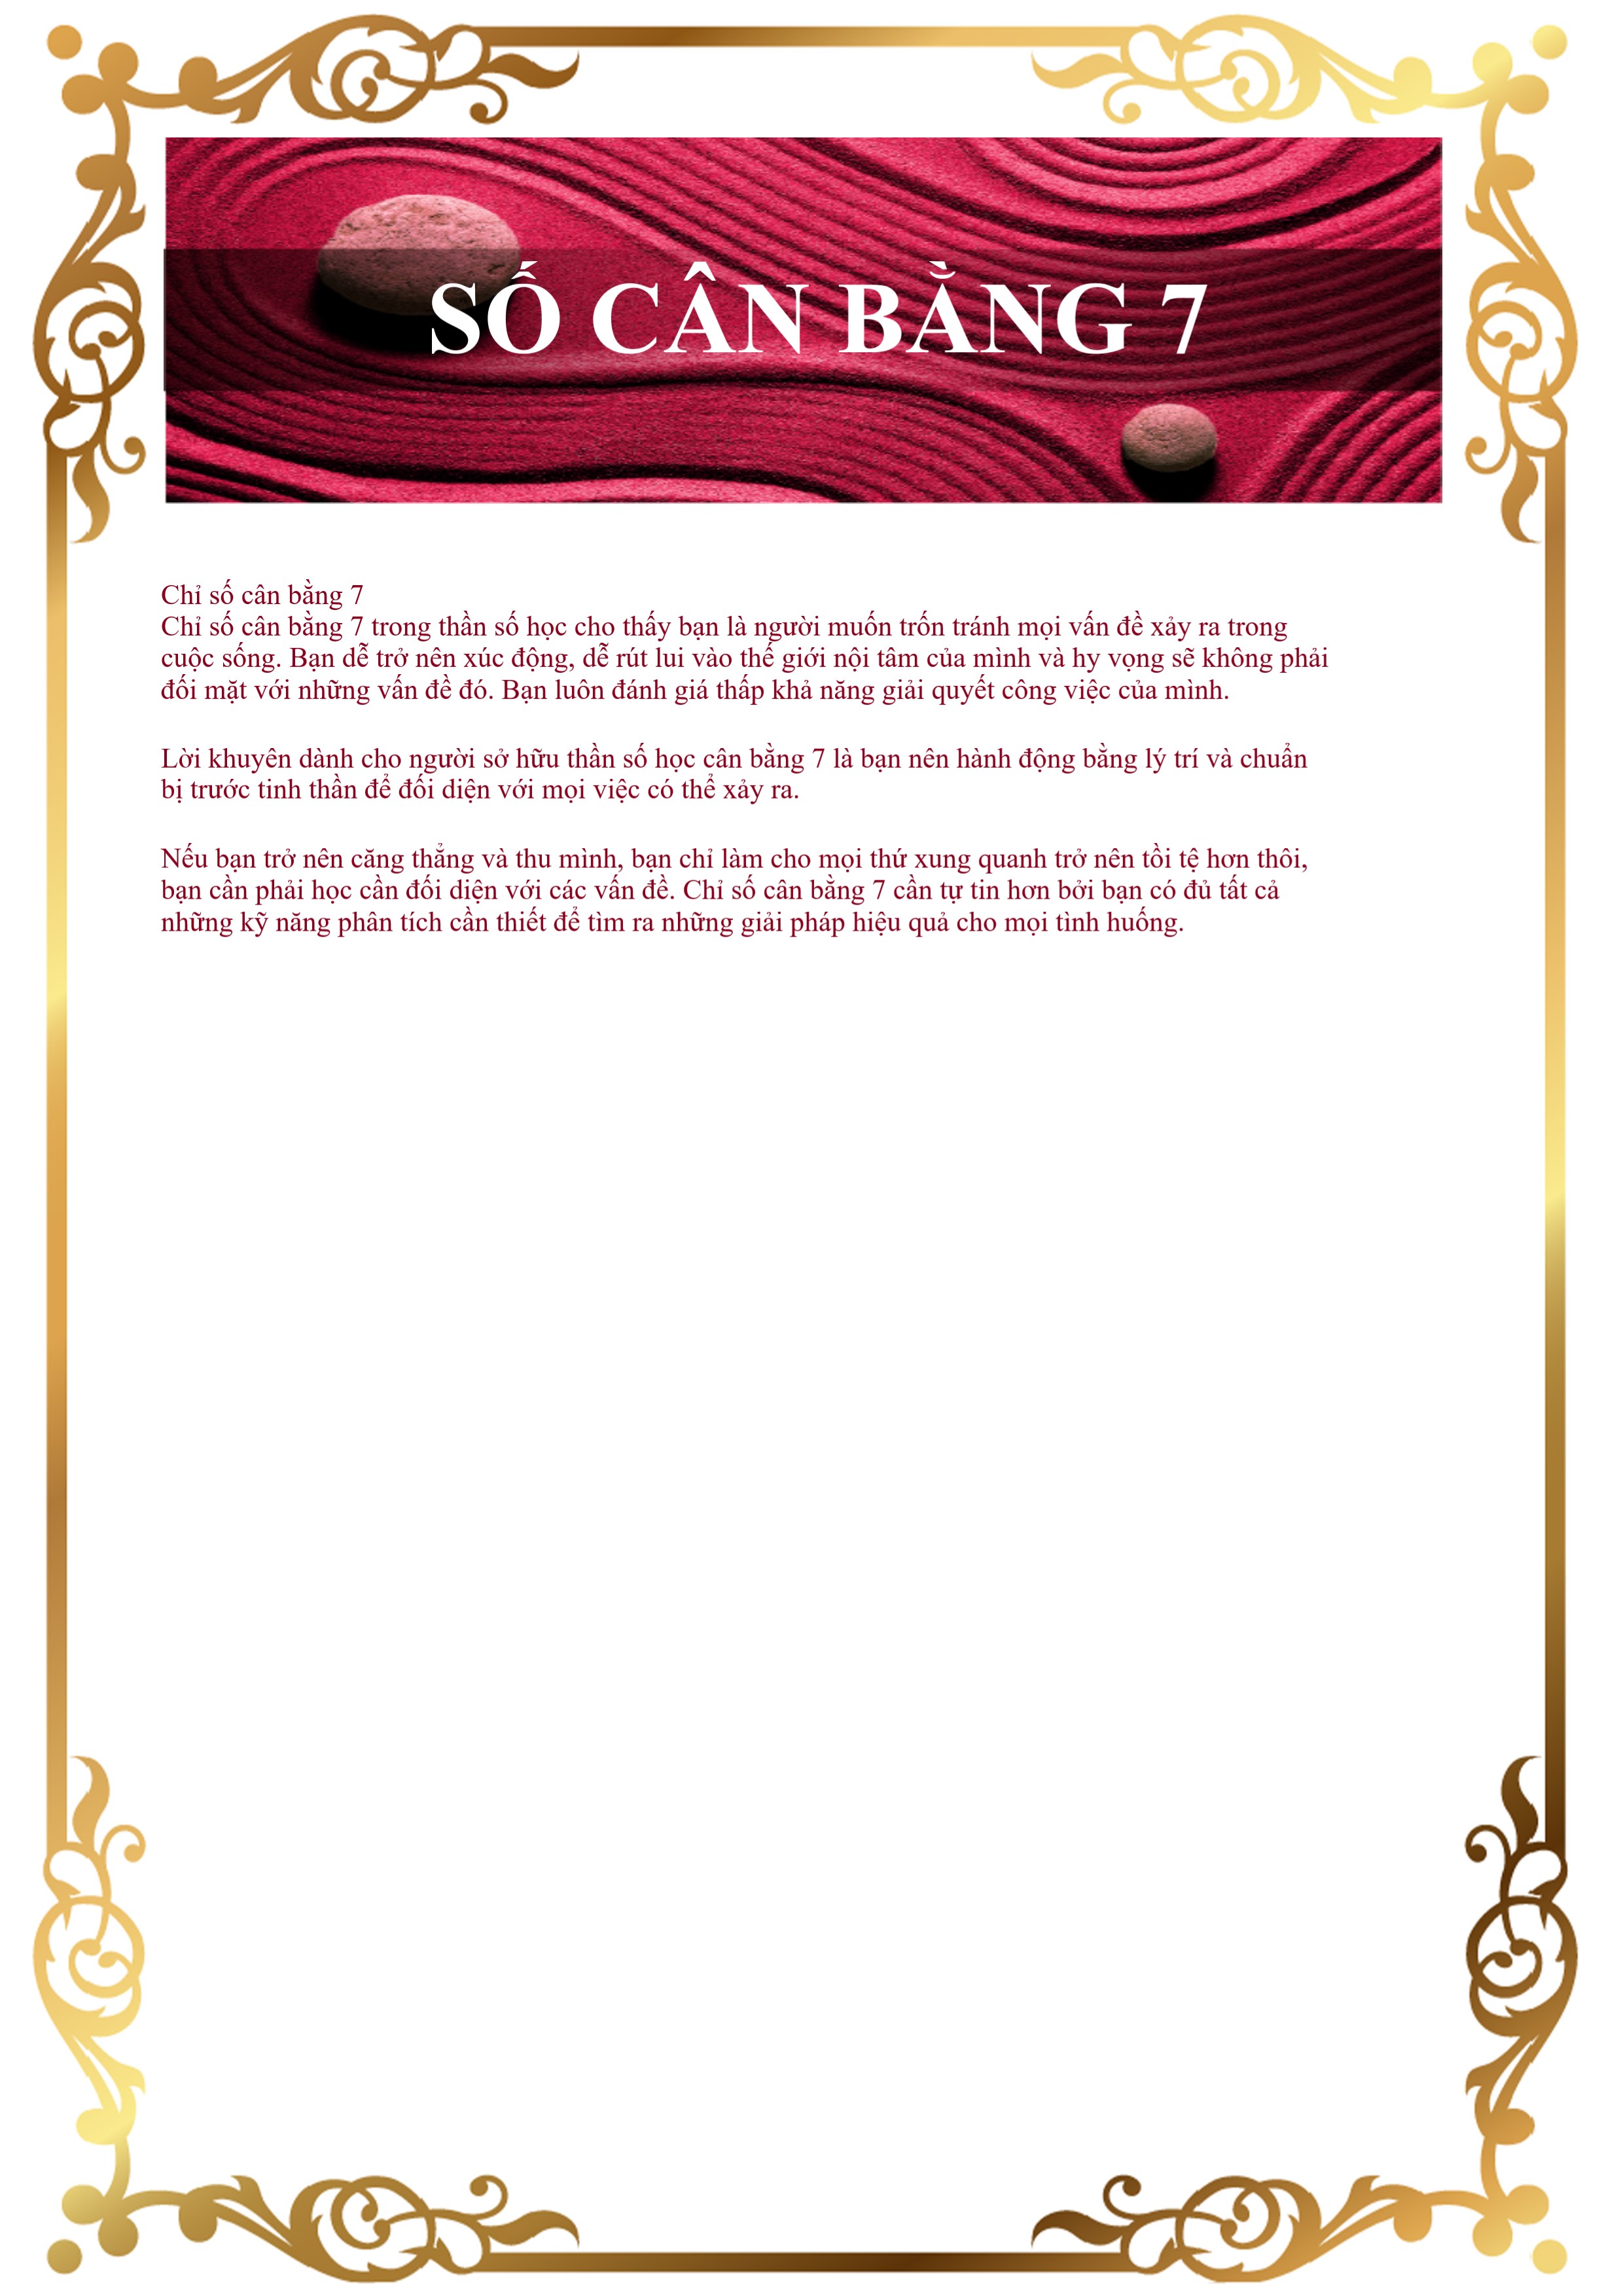 SỐ CÂN BẰNG 7
Chỉ số cân bằng 7
Chỉ số cân bằng 7 trong thần số học cho thấy bạn là người muốn trốn tránh mọi vấn đề xảy ra trong
cuộc sống. Bạn dễ trở nên xúc động, dễ rút lui vào thế giới nội tâm của mình và hy vọng sẽ không phải
đối mặt với những vấn đề đó. Bạn luôn đánh giá thấp khả năng giải quyết công việc của mình.
Lời khuyên dành cho người sở hữu thần số học cân bằng 7 là bạn nên hành động bằng lý trí và chuẩn
bị trước tinh thần để đối diện với mọi việc có thể xảy ra.
Nếu bạn trở nên căng thẳng và thu mình, bạn chỉ làm cho mọi thứ xung quanh trở nên tồi tệ hơn thôi,
bạn cần phải học cần đối diện với các vấn đề. Chỉ số cân bằng 7 cần tự tin hơn bởi bạn có đủ tất cả
những kỹ năng phân tích cần thiết để tìm ra những giải pháp hiệu quả cho mọi tình huống.